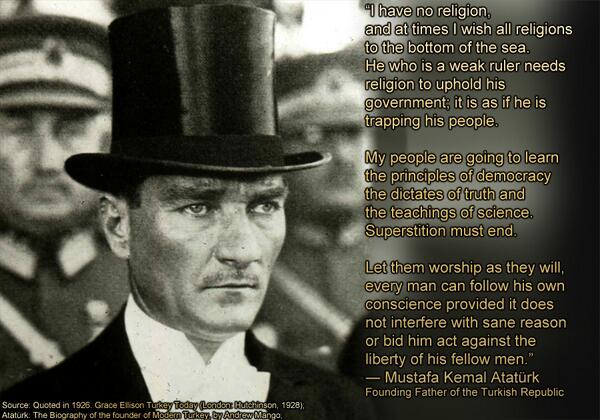 “I have no religion,
and at times I wish all religions
to the bottom of the sea.
He who is a weak ruler needs
religion to uphold his
government; it is as if he is
trapping his people.
My people are going to learn
the principles of democracy
the dictates of truth and
the teachings of science.
Superstition must end.
Let them worship as they will,
every man can follow his own
conscience provided it does
not interfere with sane reason
or bid him act against the
liberty of his fellow men.”
— Mustafa Kemal Atatürk
Founding Father of the Turkish Republic
Source: Quoted in 1926. Grace Ellison Turkey Today (London: Hutchinson, 1928);
Atatürk: The Biography of the founder of Modern Turkey, by Andrew Mango,